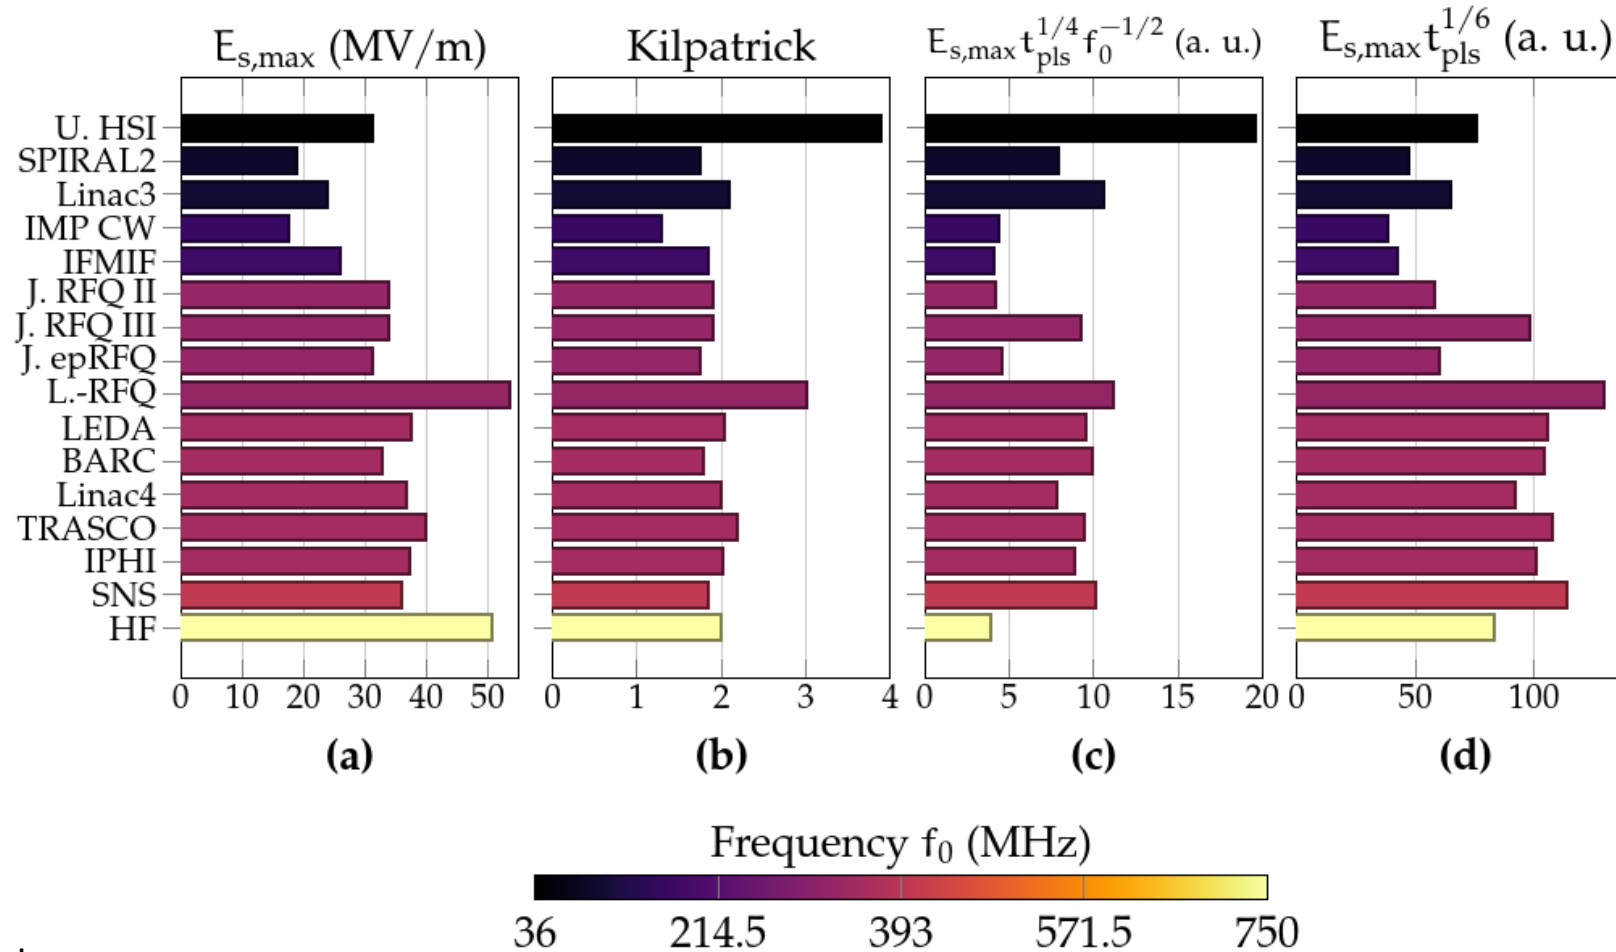 E_s,max (MV/m)
Kilpatrick
E_s,max t_pls^1/4 f_0^−1/2 (a. u.)
E_s,max t_pls^1/6 (a. u.)
U. HSI
SPIRAL2
Linac3
IMP CW
IFMIF
J. RFQ II
J. RFQ III
J. epRFQ
L.-RFQ
LEDA
BARC
Linac4
TRASCO
IPHI
SNS
HF
0 10 20 30 40 50
0 1 2 3 4
0 5 10 15 20
0 50 100
(a)
(b)
(c)
(d)
Frequency f_0 (MHz)
36 214.5 393 571.5 750